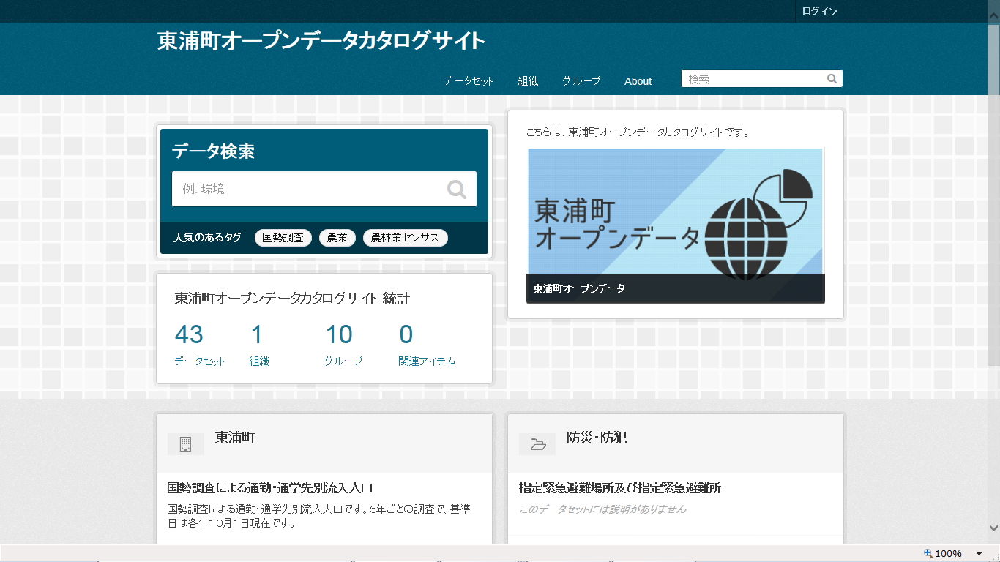 ログイン
東浦町オープンデータカタログサイト
データセット 組織 グループ About 検索
データ検索
例: 環境
人気のあるタグ 国勢調査 農業 農林業センサス
こちらは、東浦町オープンデータカタログサイトです。
東浦町
オープンデータ
東浦町オープンデータ
東浦町オープンデータカタログサイト 統計
43 1 10 0
データセット 組織 グループ 関連アイテム
東浦町
国勢調査による通勤・通学先別流入人口
国勢調査による通勤・通学先別流入人口です。5年ごとの調査で、基準
日は各年10月1日現在です。
防災・防犯
指定緊急避難場所及び指定緊急避難所
このデータセットには説明がありません
100%